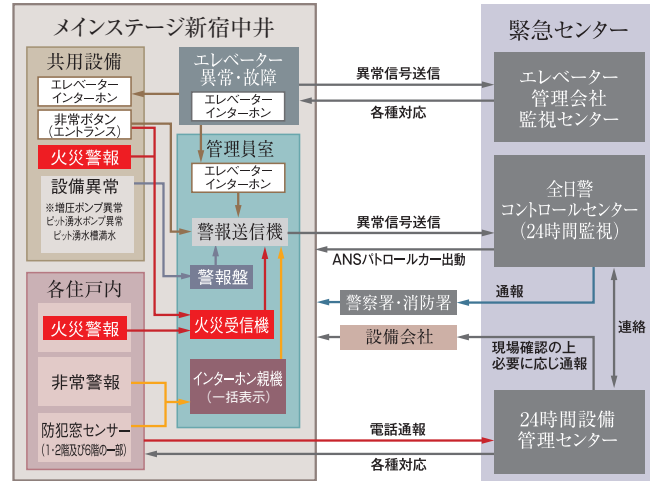 メインステージ新宿中井
共用設備
エレベーター
インターホン
非常ボタン
(エントランス)
火災警報
設備異常
※増圧ポンプ異常
ピット湧水ポンプ異常
ピット湧水槽満水
各住戸内
火災警報
非常警報
防犯窓センサー
(1・2階及び6階の一部)
エレベーター
異常・故障
エレベーター
インターホン
管理員室
エレベーター
インターホン
警報送信機
警報盤
火災受信機
インターホン親機
(一括表示)
異常信号送信
各種対応
異常信号送信
ANSパトロールカー出動
警察署・消防署
通報
設備会社
現場確認の上
必要に応じ通報
連絡
電話通報
各種対応
緊急センター
エレベーター
管理会社
監視センター
全日警
コントロールセンター
(24時間監視)
24時間設備
管理センター